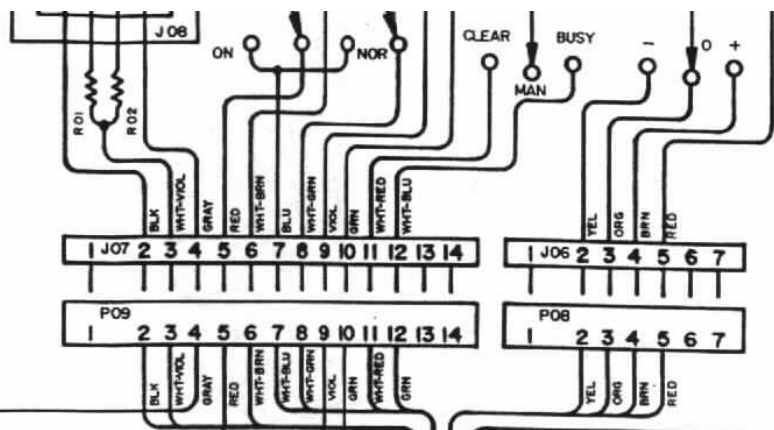 J08
ON
NOR
CLEAR
MAN
BUSY
-
O
+
R01
R02
BLK
WHT-VIOL
GRAY
RED
WHT-BRN
BLU
WHT-GRN
VIOL
GRN
WHT-RED
WHT-BLU
YEL
ORG
BRN
RED
1 J07 2 3 4 5 6 7 8 9 10 11 12 13 14
1 J06 2 3 4 5 6 7
P09
1 2 3 4 5 6 7 8 9 10 11 12 13 14
P08
1 2 3 4 5 6 7
BLK
WHT-VIOL
GRAY
RED
WHT-BRN
WHT-BLU
WHT-GRN
VIOL
GRN
WHT-RED
GRN
YEL
ORG
BRN
RED